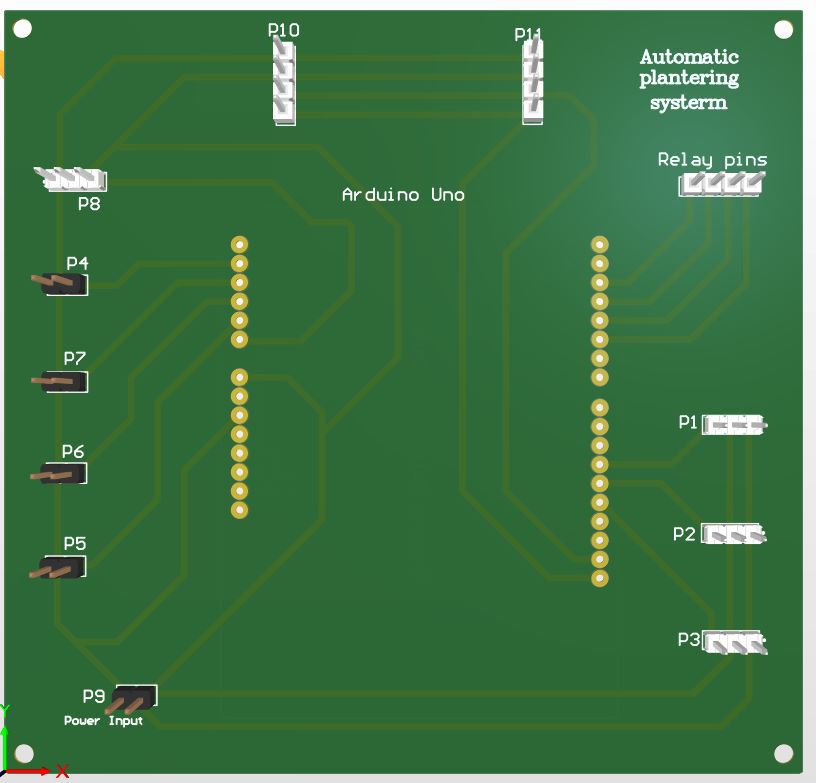 P10
P11
Automatic
plantering
systerm
Relay pins
P8
Arduino Uno
P4
P7
P1
P6
P2
P5
P3
P9
Power Input
Y
X